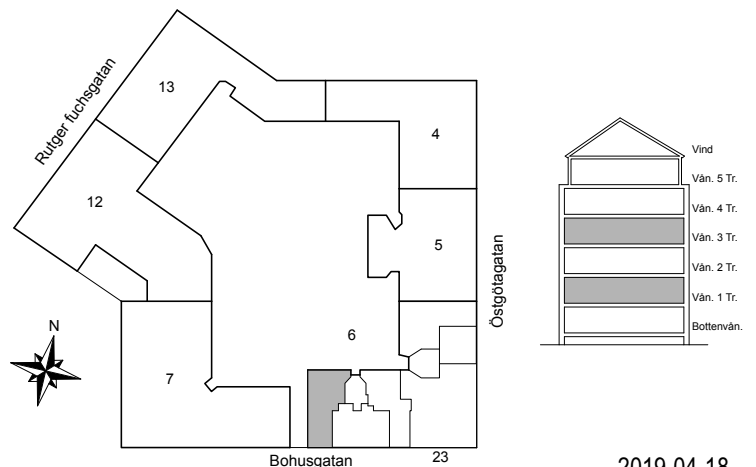 Rutger fuchsgatan
13
4
12
5
Östgötagatan
N
6
7
Bohusgatan
23
Vind
Vån. 5 Tr.
Vån. 4 Tr.
Vån. 3 Tr.
Vån. 2 Tr.
Vån. 1 Tr.
Bottenvån.
2019-04-18